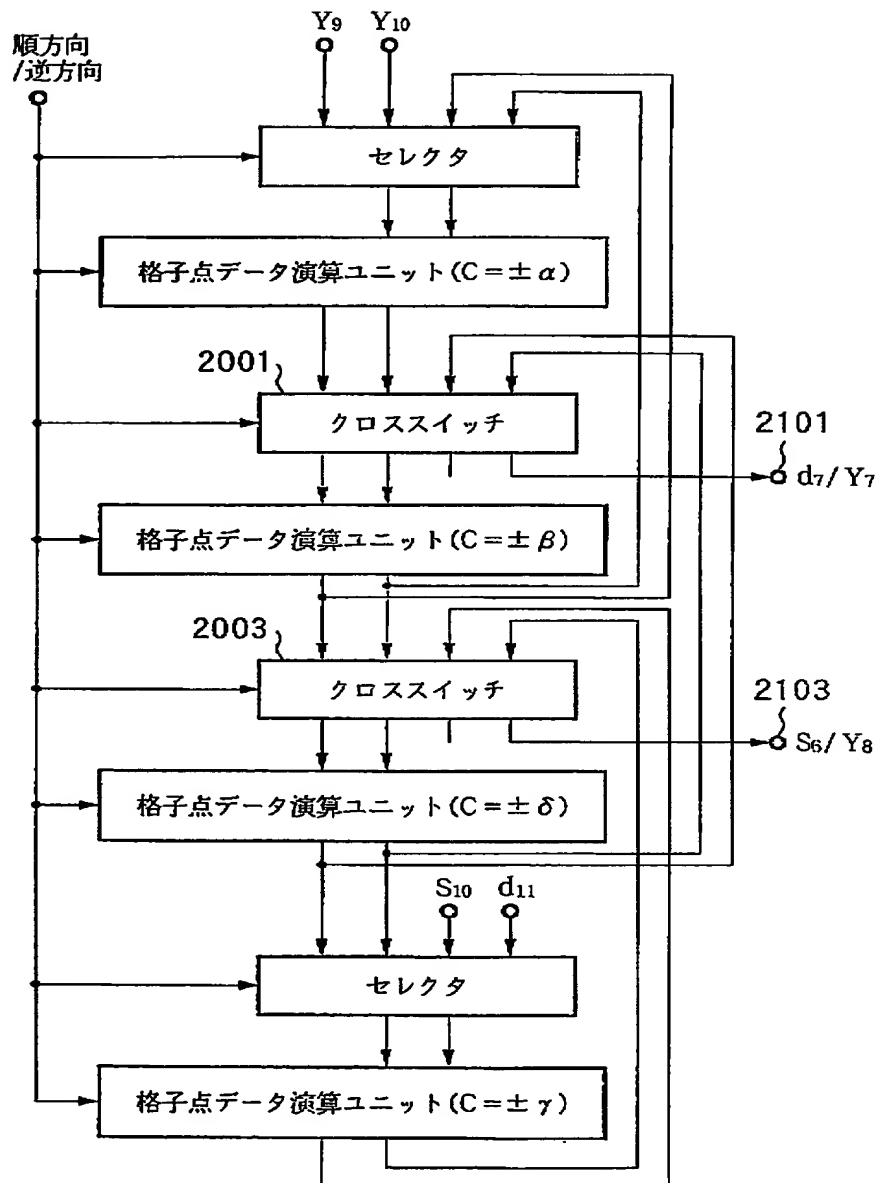 Y₉ Y₁₀
順方向
/逆方向
セレクタ
格子点データ演算ユニット(C=±α)
2001
クロススイッチ
2101
d₇/Y₇
格子点データ演算ユニット(C=±β)
2003
クロススイッチ
2103
S₆/Y₈
格子点データ演算ユニット(C=±δ)
S₁₀ d₁₁
セレクタ
格子点データ演算ユニット(C=±γ)